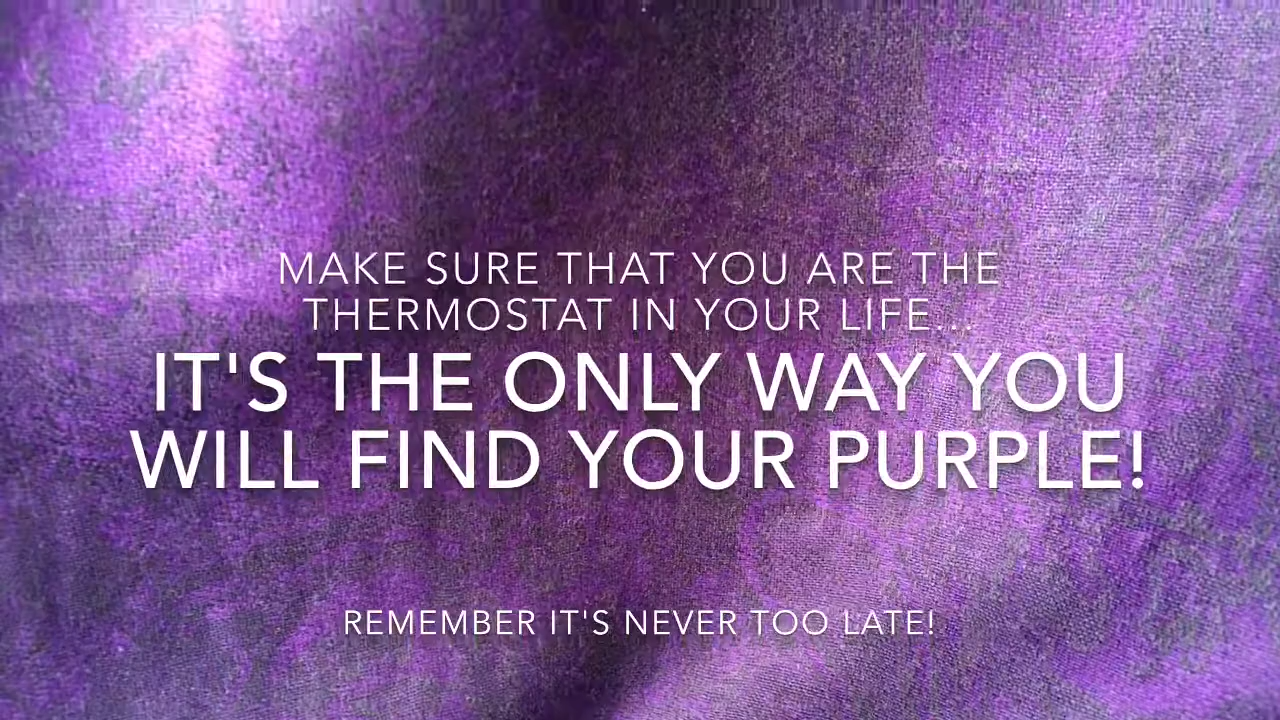 MAKE SURE THAT YOU ARE THE
THERMOSTAT IN YOUR LIFE...
IT'S THE ONLY WAY YOU
WILL FIND YOUR PURPLE!
REMEMBER IT'S NEVER TOO LATE!